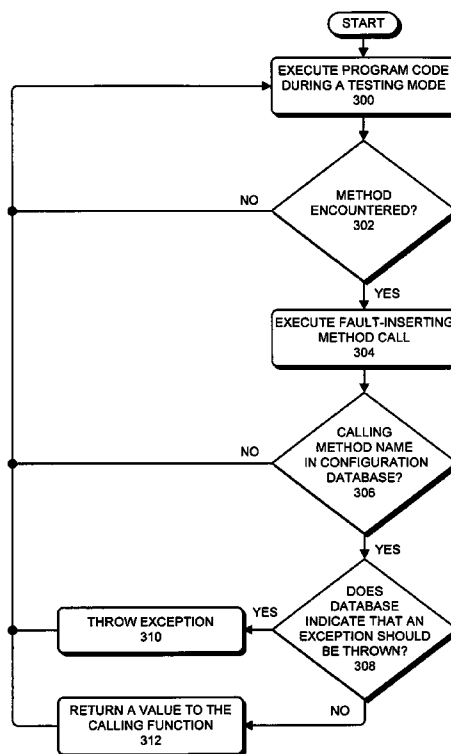 START
EXECUTE PROGRAM CODE
DURING A TESTING MODE
300
NO
METHOD
ENCOUNTERED?
302
YES
EXECUTE FAULT-INSERTING
METHOD CALL
304
NO
CALLING
METHOD NAME
IN CONFIGURATION
DATABASE?
306
YES
DOES
DATABASE
INDICATE THAT AN
EXCEPTION SHOULD
BE THROWN?
308
YES
THROW EXCEPTION
310
NO
RETURN A VALUE TO THE
CALLING FUNCTION
312